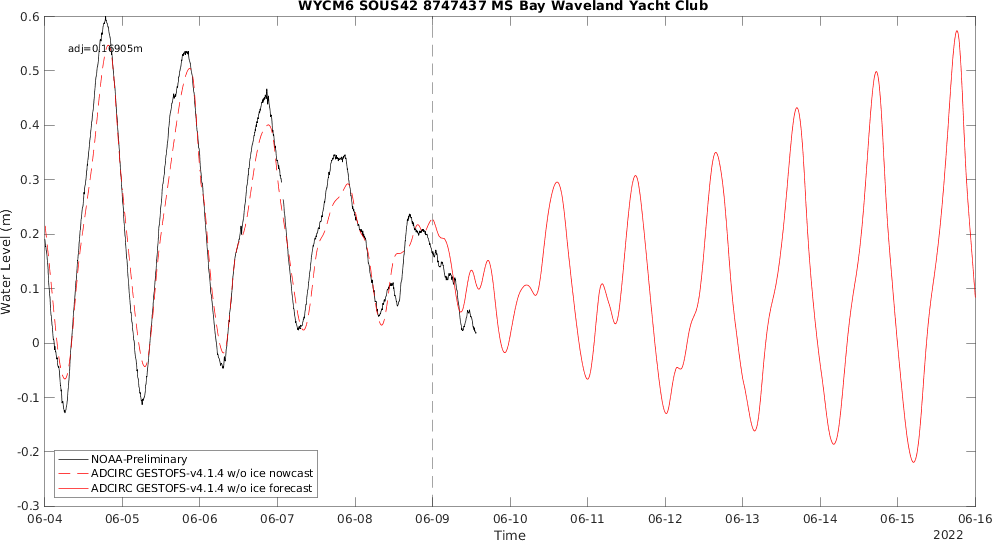 WYCM6 SOUS42 8747437 MS Bay Waveland Yacht Club
adj=0.16905m
0.6
0.5
0.4
0.3
0.2
0.1
0
-0.1
-0.2
-0.3
Water Level (m)
NOAA-Preliminary
ADCIRC GESTOFS-v4.1.4 w/o ice nowcast
ADCIRC GESTOFS-v4.1.4 w/o ice forecast
06-04 06-05 06-06 06-07 06-08 06-09 06-10 06-11 06-12 06-13 06-14 06-15 06-16
Time
2022